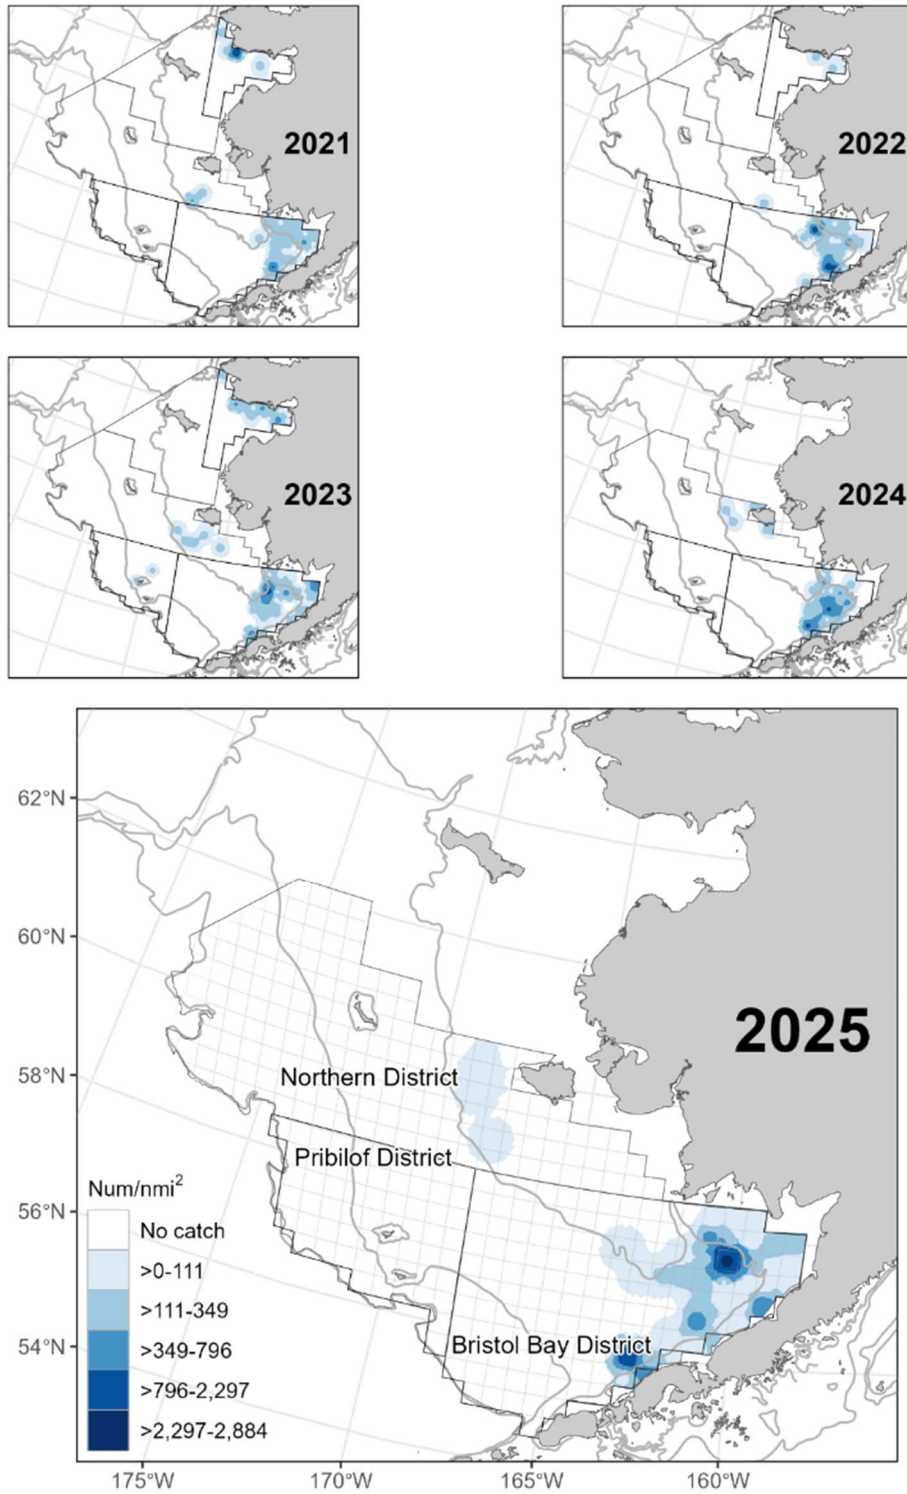 2021
2022
2023
2024
2025
62°N
60°N
58°N
56°N
54°N
Northern District
Pribilof District
Bristol Bay District
Num/nmi²
No catch
>0-111
>111-349
>349-796
>796-2,297
>2,297-2,884
175°W
170°W
165°W
160°W